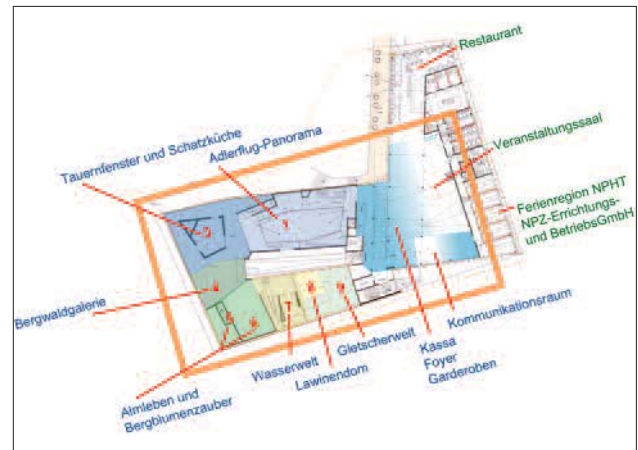 Restaurant
Veranstaltungssaal
Tauernfenster und Schatzküche
Adlerflug-Panorama
Ferienregion NPHT
NPZ-Errichtungs-
und BetriebsGmbH
Bergwaldgalerie
Kommunikationsraum
Kassa
Foyer
Garderoben
Gletscherwelt
Wasserwelt
Lawinendom
Almleben und
Bergblumenzauber